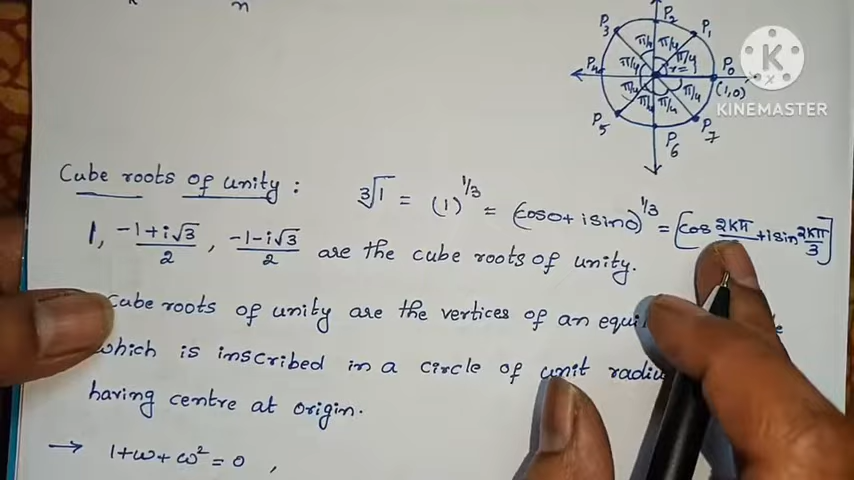 n
P2
P3 P1
π/4 π/4
π/4 π/4
P4 r=1 P0
(1,0)
π/4 π/4
π/4 π/4
P5 P7
P6
K
KINEMASTER
Cube roots of unity : ∛1 = (1)^1/3 = (cos0+isin0)^1/3 = [cos 2kπ + isin 2kπ/3]
1, (-1+i√3)/2, (-1-i√3)/2 are the cube roots of unity.
Cube roots of unity are the vertices of an
which is inscribed in a circle of unit
having centre at origin.
→ 1+ω+ω²=0 ,